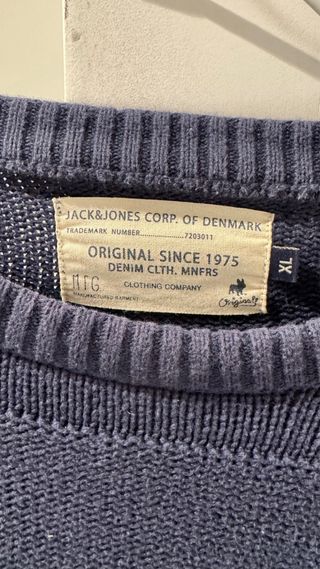 JACK&JONES CORP. OF DENMARK
TRADEMARK NUMBER......................7203011
ORIGINAL SINCE 1975
DENIM CLTH. MNFRS
MFG CLOTHING COMPANY
MANUFACTURED GARMENT
Originals
XL